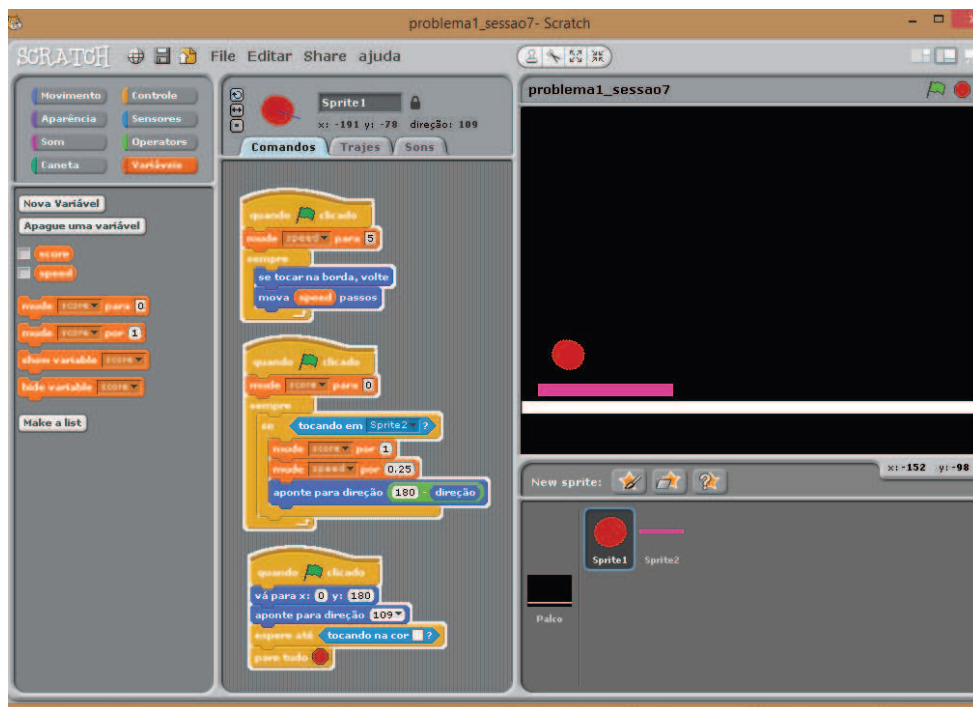 problema1_sessao7- Scratch
SCRATCH File Editar Share ajuda
Movimento Controle
Aparência Sensores
Som Operators
Caneta Variáveis
Nova Variável
Apague uma variável
score
speed
mude score para 0
mude score por 1
show variable score
hide variable score
Make a list
Sprite1
x: -191 y: -78 direção: 109
Comandos Trajes Sons
quando clicado
mude speed para 5
sempre
se tocar na borda, volte
mova speed passos
quando clicado
mude score para 0
sempre
se tocando em Sprite2 ?
mude score por 1
mude speed por 0.25
aponte para direção 180 - direção
quando clicado
vá para x: 0 y: 180
aponte para direção 109
espere até tocando na cor ?
pare tudo
problema1_sessao7
x: -152 y: -98
New sprite:
Sprite1 Sprite2
Palco